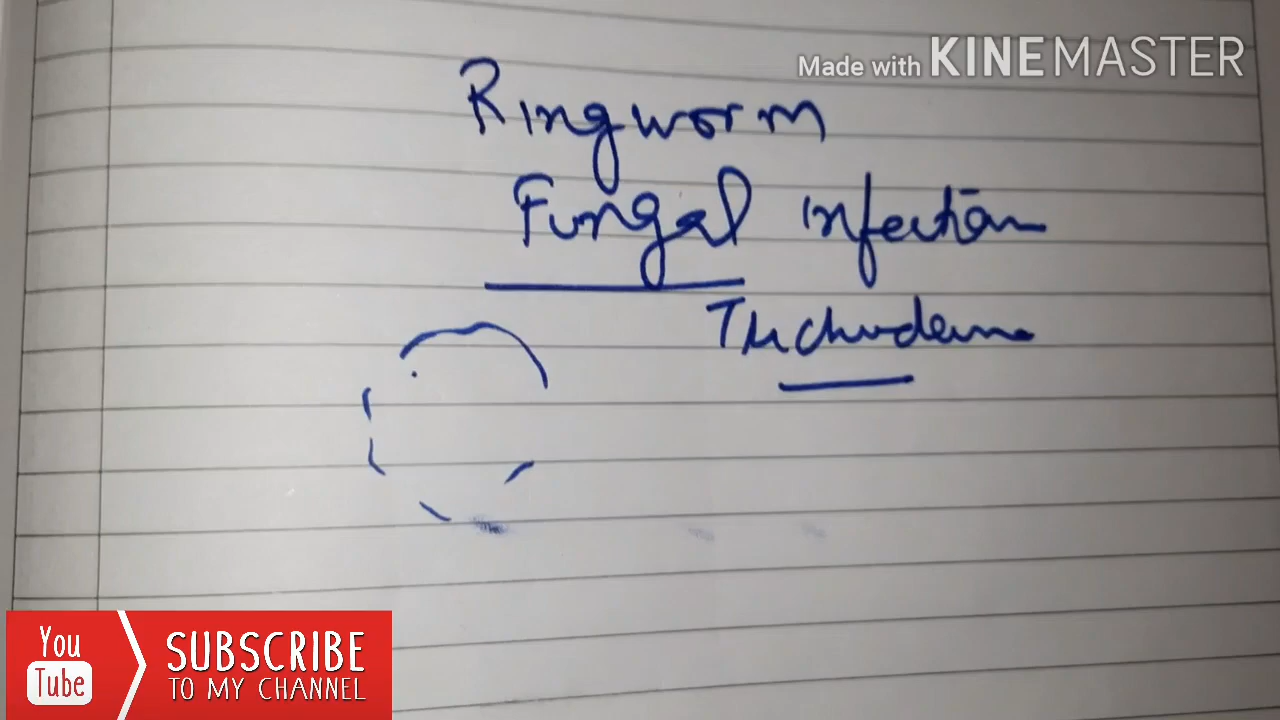 Made with KINEMASTER
Ringworm
Fungal infection
You
Tube
SUBSCRIBE
TO MY CHANNEL